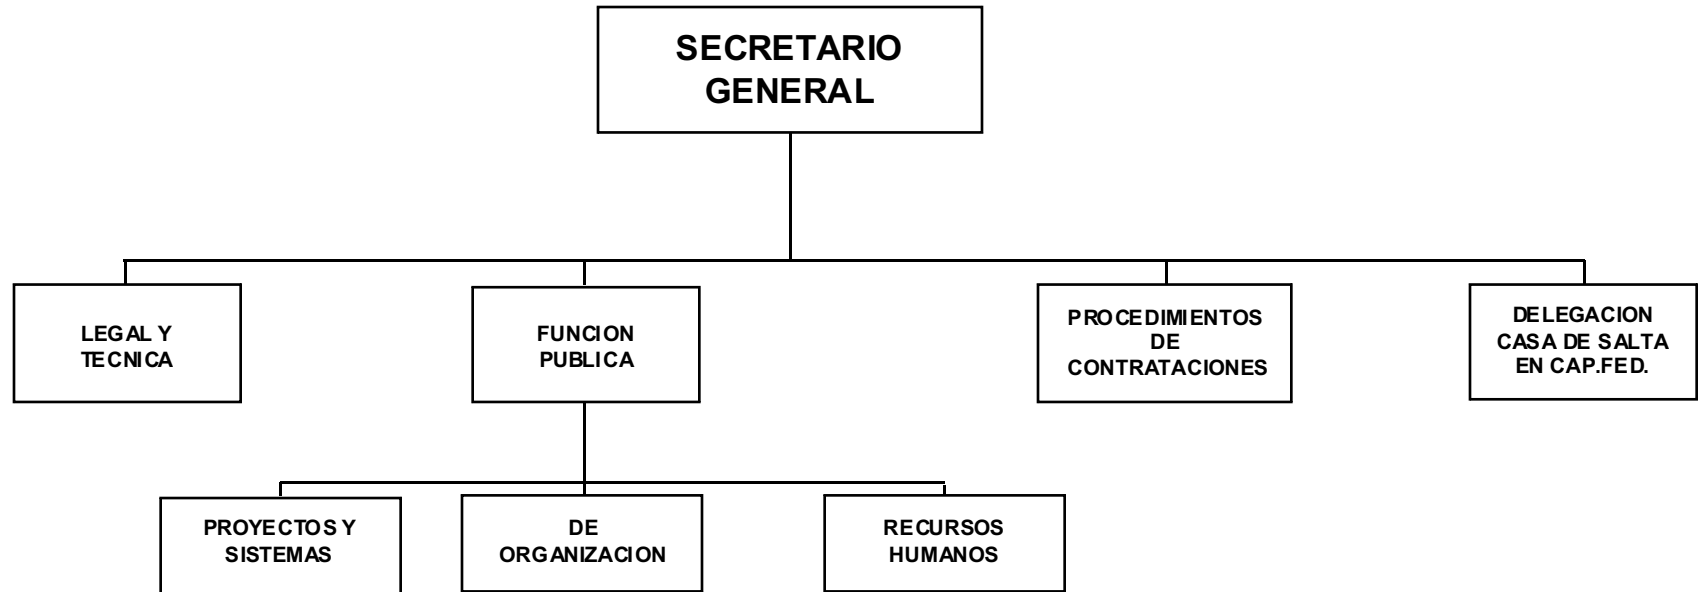 SECRETARIO
GENERAL
LEGAL Y
TECNICA
FUNCION
PUBLICA
PROCEDIMIENTOS
DE
CONTRATACIONES
DELEGACION
CASA DE SALTA
EN CAP.FED.
PROYECTOS Y
SISTEMAS
DE
ORGANIZACION
RECURSOS
HUMANOS